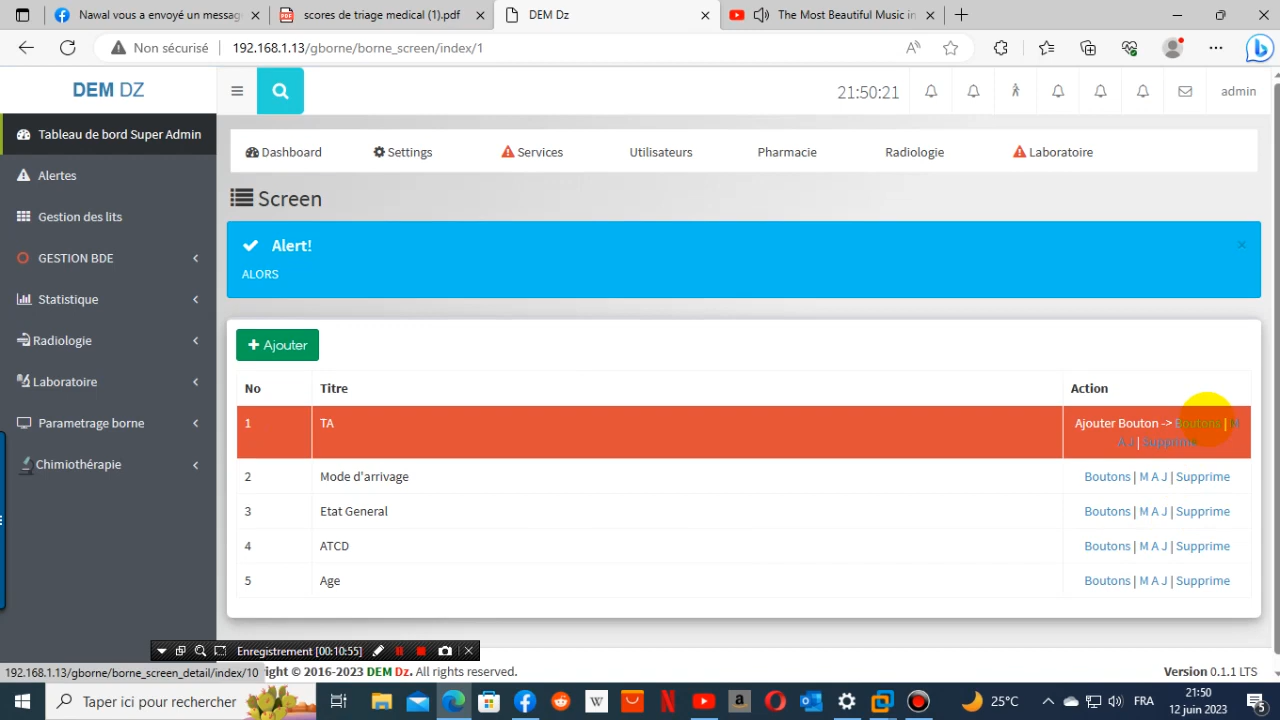 Nawal vous a envoyé un messag
scores de triage medical (1).pdf
DEM Dz
The Most Beautiful Music in
Non sécurisé
192.168.1.13/gborne/borne_screen/index/1
DEM DZ
21:50:21
admin
Tableau de bord Super Admin
Alertes
Gestion des lits
GESTION BDE
Statistique
Radiologie
Laboratoire
Parametrage borne
Chimiothérapie
Dashboard
Settings
Services
Utilisateurs
Pharmacie
Radiologie
Laboratoire
Screen
Alert!
ALORS
×
+ Ajouter
No Titre Action
1 TA Ajouter Bouton -> Boutons | M
A J | Supprime
2 Mode d'arrivage Boutons | M A J | Supprime
3 Etat General Boutons | M A J | Supprime
4 ATCD Boutons | M A J | Supprime
5 Age Boutons | M A J | Supprime
Enregistrement [00:10:55]
192.168.1.13/gborne/borne_screen_detail/index/10
ight © 2016-2023 DEM Dz. All rights reserved.
Version 0.1.1 LTS
Taper ici pour rechercher
25°C
FRA
21:50
12 juin 2023
5